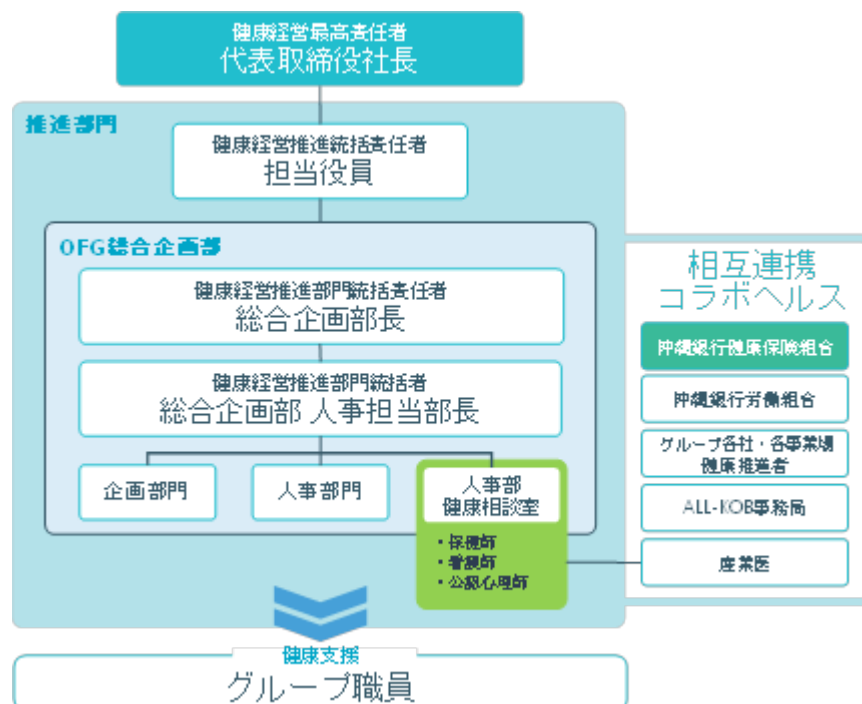 健康経営最高責任者
代表取締役社長
推進部門
健康経営推進統括責任者
担当役員
OFG総合企画部
健康経営推進部門統括責任者
総合企画部長
健康経営推進部門統括者
総合企画部 人事担当部長
企画部門
人事部門
人事部
健康相談室
・保健師
・看護師
・公認心理師
相互連携
コラボヘルス
沖縄銀行健康保険組合
沖縄銀行労働組合
グループ各社・各事業場
健康推進者
ALL-KOB事務局
産業医
健康支援
グループ職員